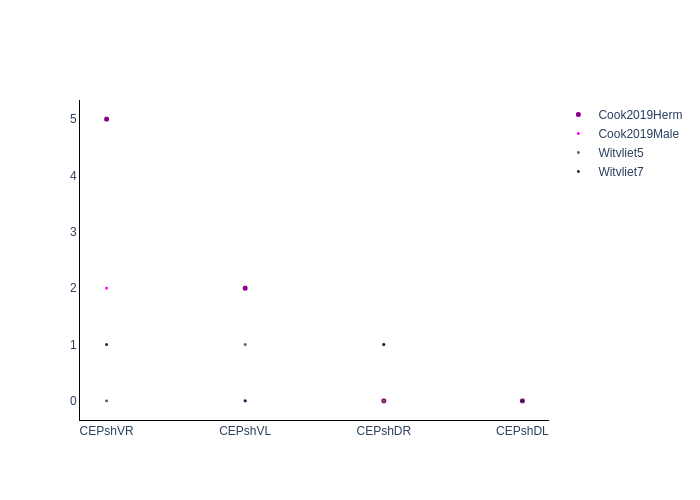 5
4
3
2
1
0
CEPshVR
CEPshVL
CEPshDR
CEPshDL
Cook2019Herm
Cook2019Male
Witvliet5
Witvliet7